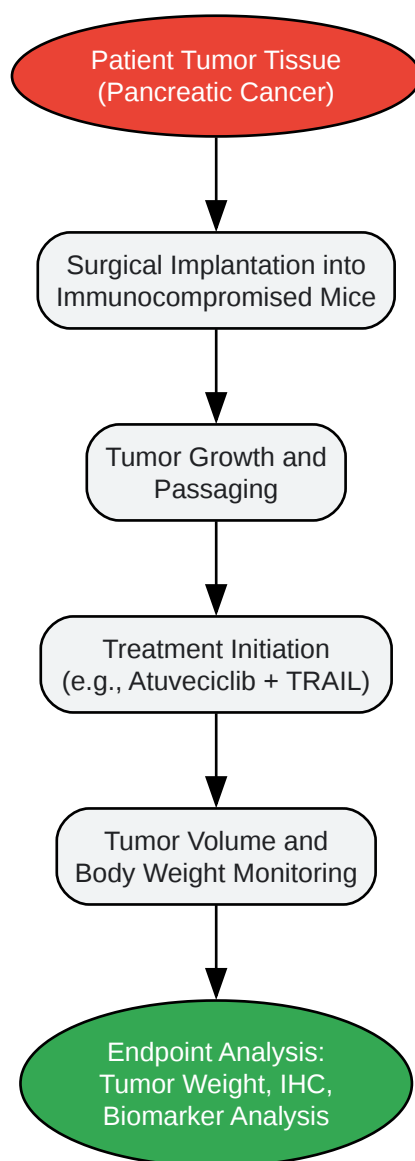 Patient Tumor Tissue
(Pancreatic Cancer)
Surgical Implantation into
Immunocompromised Mice
Tumor Growth and
Passaging
Treatment Initiation
(e.g., Atuveciclib + TRAIL)
Tumor Volume and
Body Weight Monitoring
Endpoint Analysis:
Tumor Weight, IHC,
Biomarker Analysis